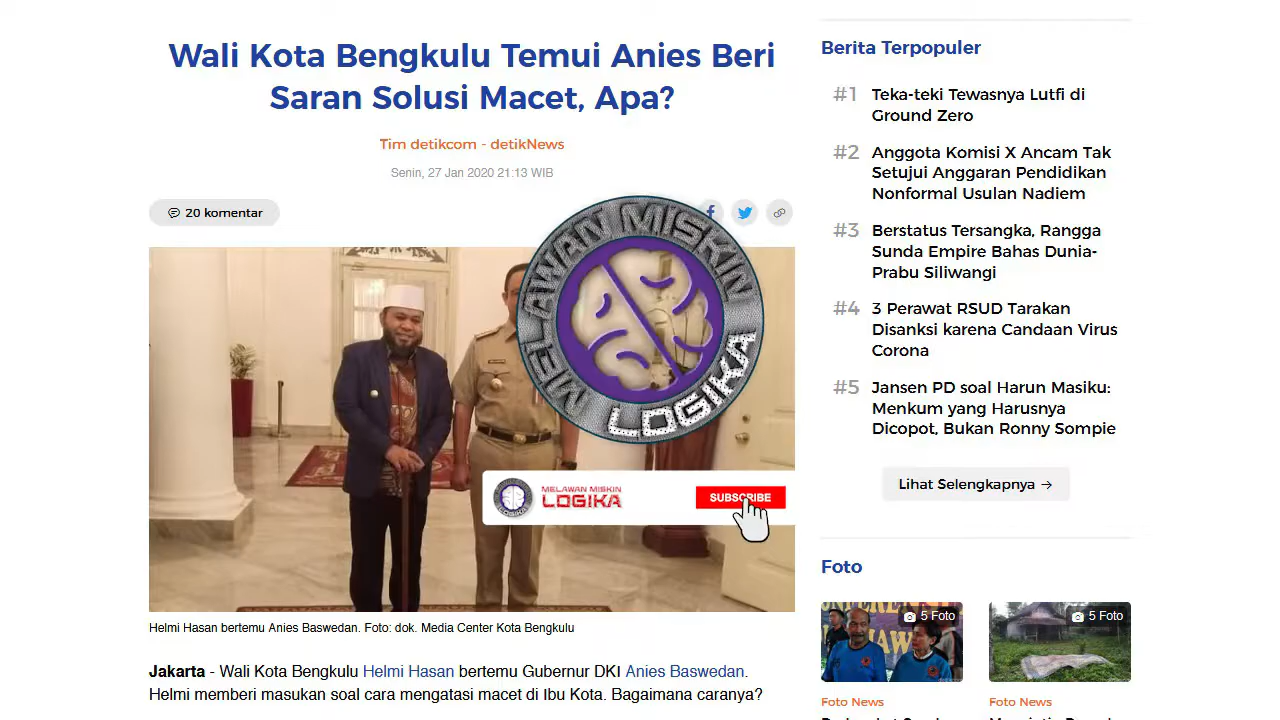 Wali Kota Bengkulu Temui Anies Beri
Saran Solusi Macet, Apa?
Tim detikcom - detikNews
Senin, 27 Jan 2020 21:13 WIB
20 komentar
MELAWAN MISKIN
LOGIKA
MELAWAN MISKIN
LOGIKA
SUBSCRIBE
Helmi Hasan bertemu Anies Baswedan. Foto: dok. Media Center Kota Bengkulu
Jakarta - Wali Kota Bengkulu Helmi Hasan bertemu Gubernur DKI Anies Baswedan.
Helmi memberi masukan soal cara mengatasi macet di Ibu Kota. Bagaimana caranya?
Berita Terpopuler
#1 Teka-teki Tewasnya Lutfi di
Ground Zero
#2 Anggota Komisi X Ancam Tak
Setujui Anggaran Pendidikan
Nonformal Usulan Nadiem
#3 Berstatus Tersangka, Rangga
Sunda Empire Bahas Dunia-
Prabu Siliwangi
#4 3 Perawat RSUD Tarakan
Disanksi karena Candaan Virus
Corona
#5 Jansen PD soal Harun Masiku:
Menkum yang Harusnya
Dicopot, Bukan Ronny Sompie
Lihat Selengkapnya →
Foto
5 Foto
5 Foto
Foto News
Foto News